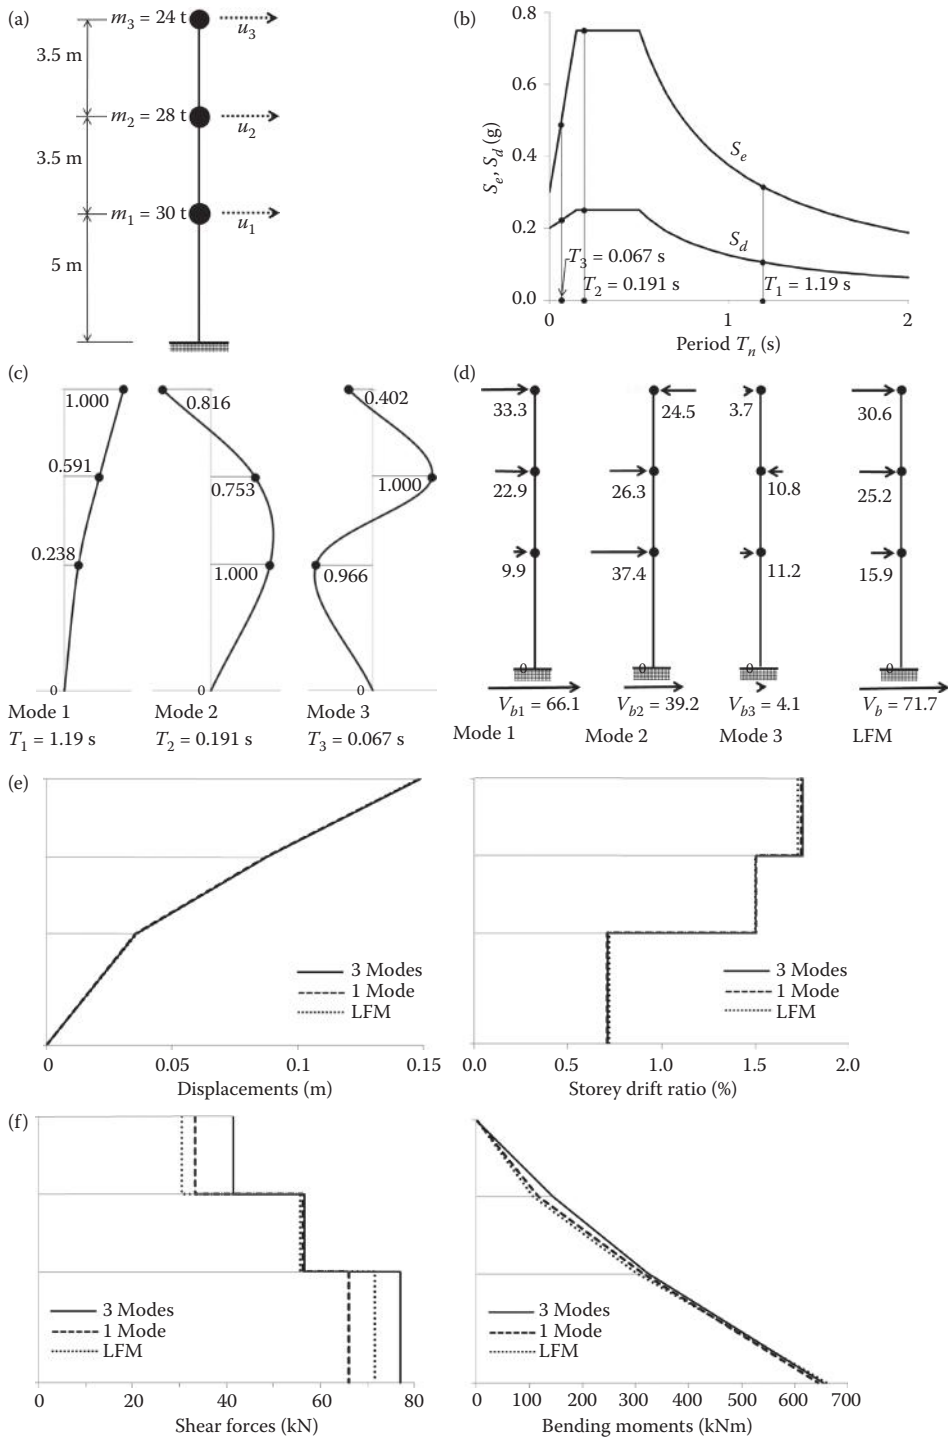 (a)
m3 = 24 t
u3
3.5 m
m2 = 28 t
u2
3.5 m
m1 = 30 t
u1
5 m
(b)
0.8
0.6
0.4
0.2
0.0
Se, Sd (g)
Se
Sd
T3 = 0.067 s
T2 = 0.191 s
T1 = 1.19 s
0
1
2
Period Tn (s)
(c)
1.000
0.591
0.238
0
Mode 1
T1 = 1.19 s
0.816
0.753
1.000
0
Mode 2
T2 = 0.191 s
0.402
1.000
0.966
0
Mode 3
T3 = 0.067 s
(d)
33.3
22.9
9.9
0
Vb1 = 66.1
Mode 1
24.5
26.3
37.4
0
Vb2 = 39.2
Mode 2
3.7
10.8
11.2
0
Vb3 = 4.1
Mode 3
30.6
25.2
15.9
0
Vb = 71.7
LFM
(e)
3 Modes
1 Mode
LFM
0 0.05 0.1 0.15
Displacements (m)
3 Modes
1 Mode
LFM
0.0 0.5 1.0 1.5 2.0
Storey drift ratio (%)
(f)
3 Modes
1 Mode
LFM
0 20 40 60 80
Shear forces (kN)
3 Modes
1 Mode
LFM
0 100 200 300 400 500 600 700
Bending moments (kNm)